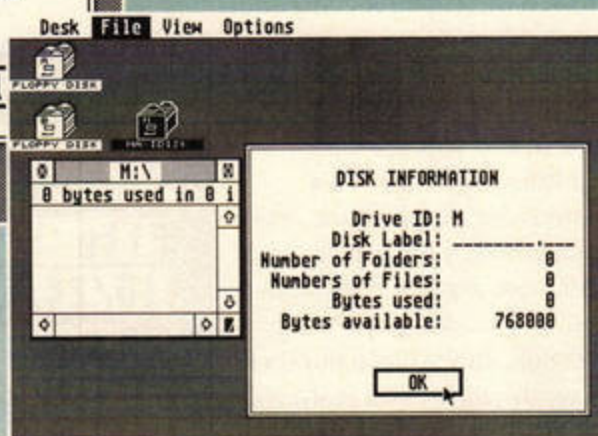 Desk File View Options
FLOPPY DISK
FLOPPY DISK
M:\
0 bytes used in 0 i
DISK INFORMATION
Drive ID: M
Disk Label: ________.___
Number of Folders: 0
Numbers of Files: 0
Bytes used: 0
Bytes available: 768000
OK